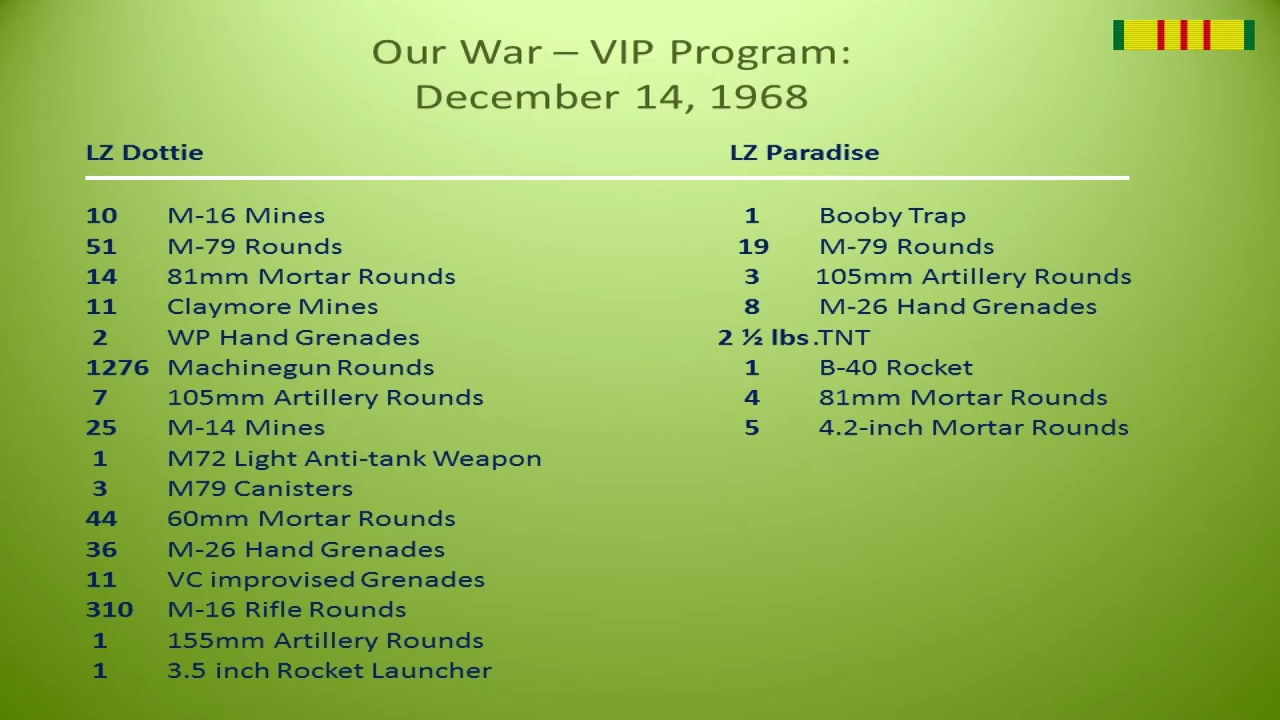 Our War – VIP Program:
December 14, 1968
LZ Dottie
10 M-16 Mines
51 M-79 Rounds
14 81mm Mortar Rounds
11 Claymore Mines
2 WP Hand Grenades
1276 Machinegun Rounds
7 105mm Artillery Rounds
25 M-14 Mines
1 M72 Light Anti-tank Weapon
3 M79 Canisters
44 60mm Mortar Rounds
36 M-26 Hand Grenades
11 VC improvised Grenades
310 M-16 Rifle Rounds
1 155mm Artillery Rounds
1 3.5 inch Rocket Launcher
LZ Paradise
1 Booby Trap
19 M-79 Rounds
3 105mm Artillery Rounds
8 M-26 Hand Grenades
2 ½ lbs.TNT
1 B-40 Rocket
4 81mm Mortar Rounds
5 4.2-inch Mortar Rounds